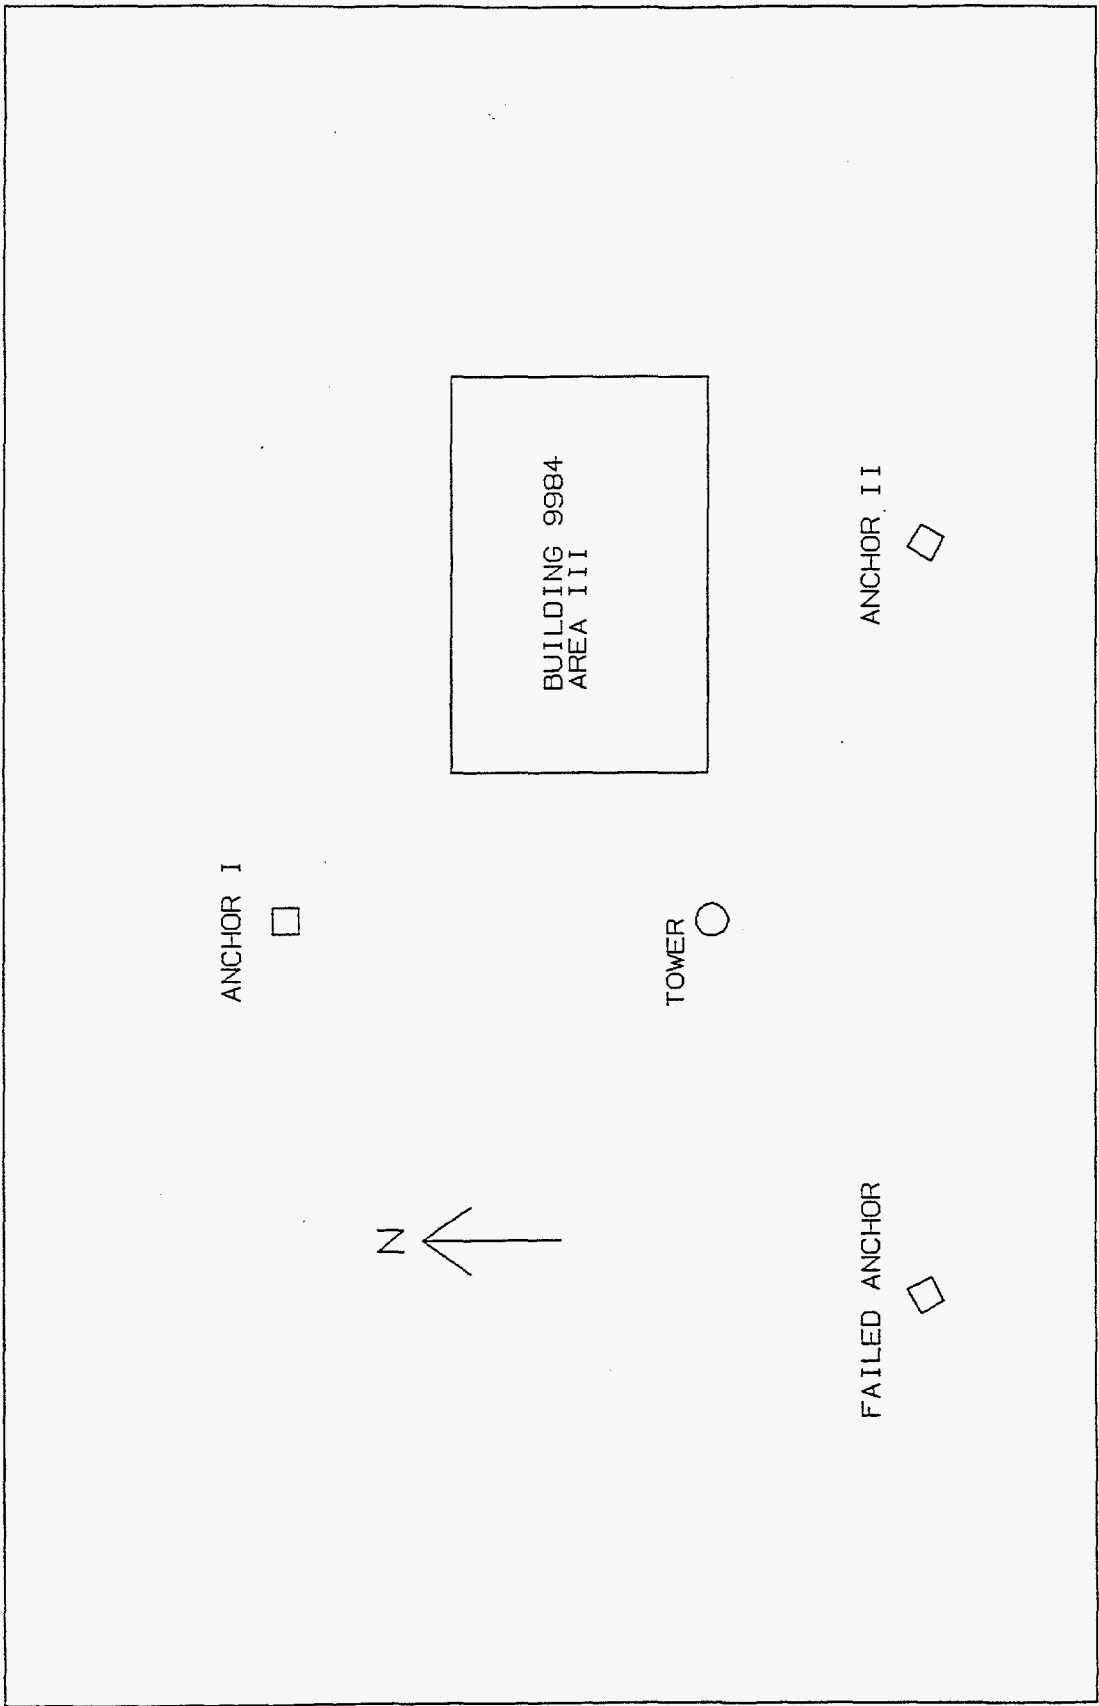 ANCHOR I
N
BUILDING 9984
AREA III
TOWER
FAILED ANCHOR
ANCHOR II